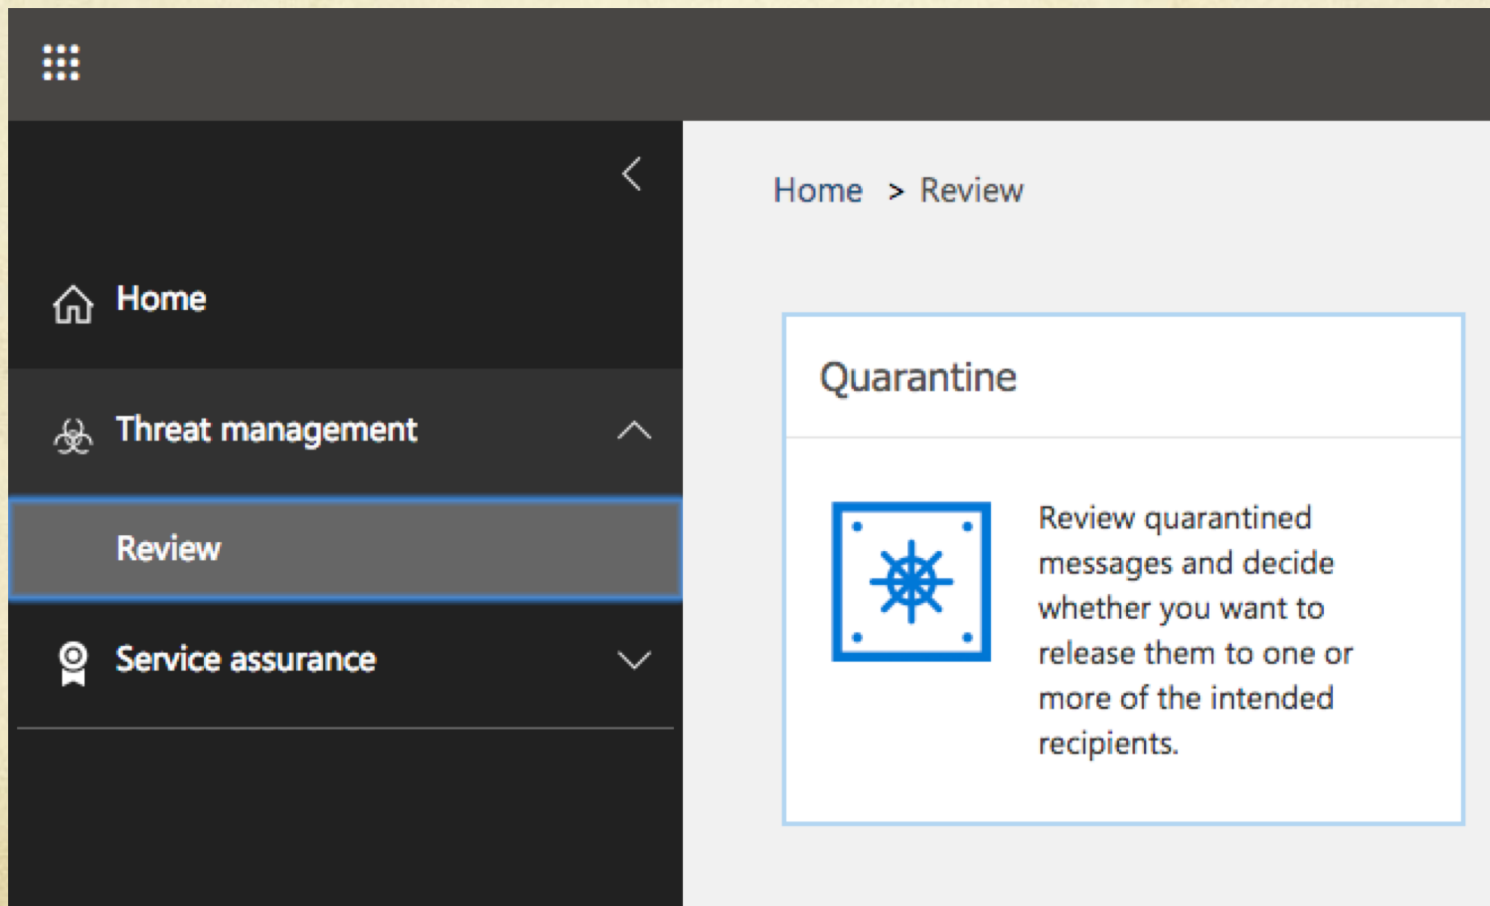 Home > Review
Home
Threat management
Review
Service assurance
Quarantine
Review quarantined
messages and decide
whether you want to
release them to one or
more of the intended
recipients.